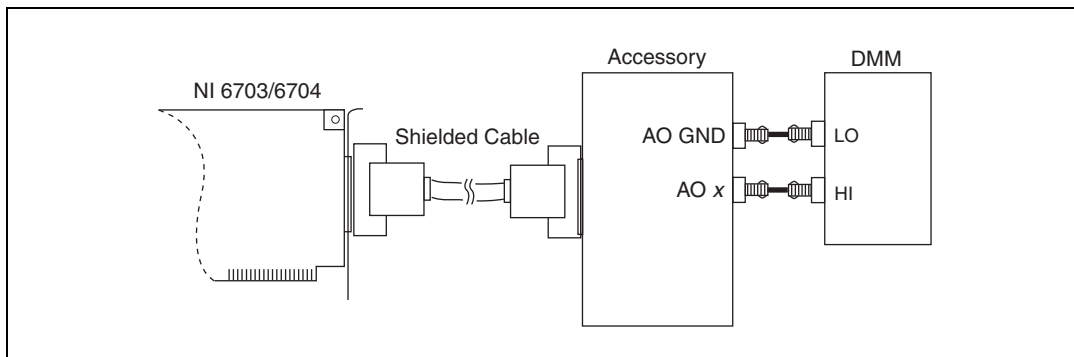 Accessory
DMM
NI 6703/6704
Shielded Cable
AO GND
LO
AO x
HI